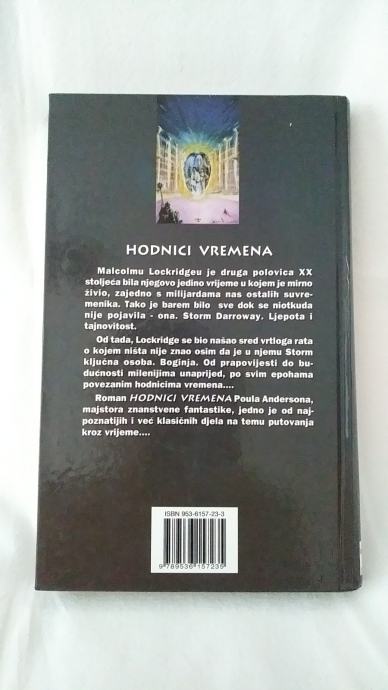 HODNICI VREMENA
Malcolmu Lockridgeu je druga polovica XX
stoljeća bila njegovo jedino vrijeme u kojem je mirno
živio, zajedno s milijardama nas ostalih suvre-
menika. Tako je barem bilo sve dok se niotkuda
nije pojavila - ona. Storm Darroway. Ljepota i
tajnovitost.
Od tada, Lockridge se bio našao sred vrtloga rata
o kojem ništa nije znao osim da je u njemu Storm
ključna osoba. Boginja. Od prapovijesti do bu-
dućnosti milenijima unaprijed, po svim epohama
povezanim hodnicima vremena....
Roman HODNICI VREMENA Poula Andersona,
majstora znanstvene fantastike, jedno je od naj-
poznatijih i već klasičnih djela na temu putovanja
kroz vrijeme....
ISBN 953-6157-23-3
9 789536 157235